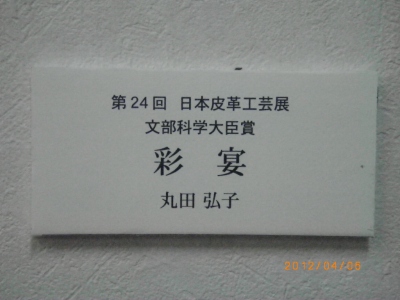 第24回 日本皮革工芸展
文部科学大臣賞
彩 宴
丸田 弘子
2012/04/06